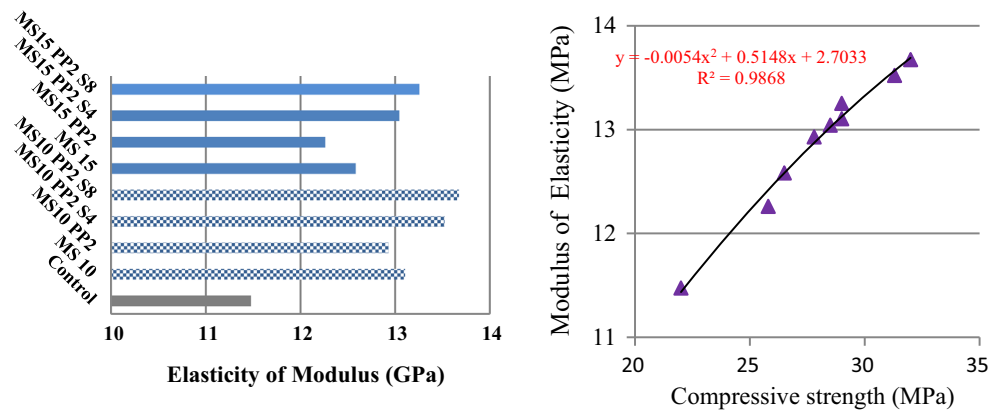 MS15 PP2 S8
MS15 PP2 S4
MS15 PP2
MS 15
MS10 PP2 S8
MS10 PP2 S4
MS10 PP2
MS 10
Control
10 11 12 13 14
Elasticity of Modulus (GPa)
Modulus of Elasticity (MPa)
14
13
12
11
y = -0.0054x² + 0.5148x + 2.7033
R² = 0.9868
20 25 30 35
Compressive strength (MPa)